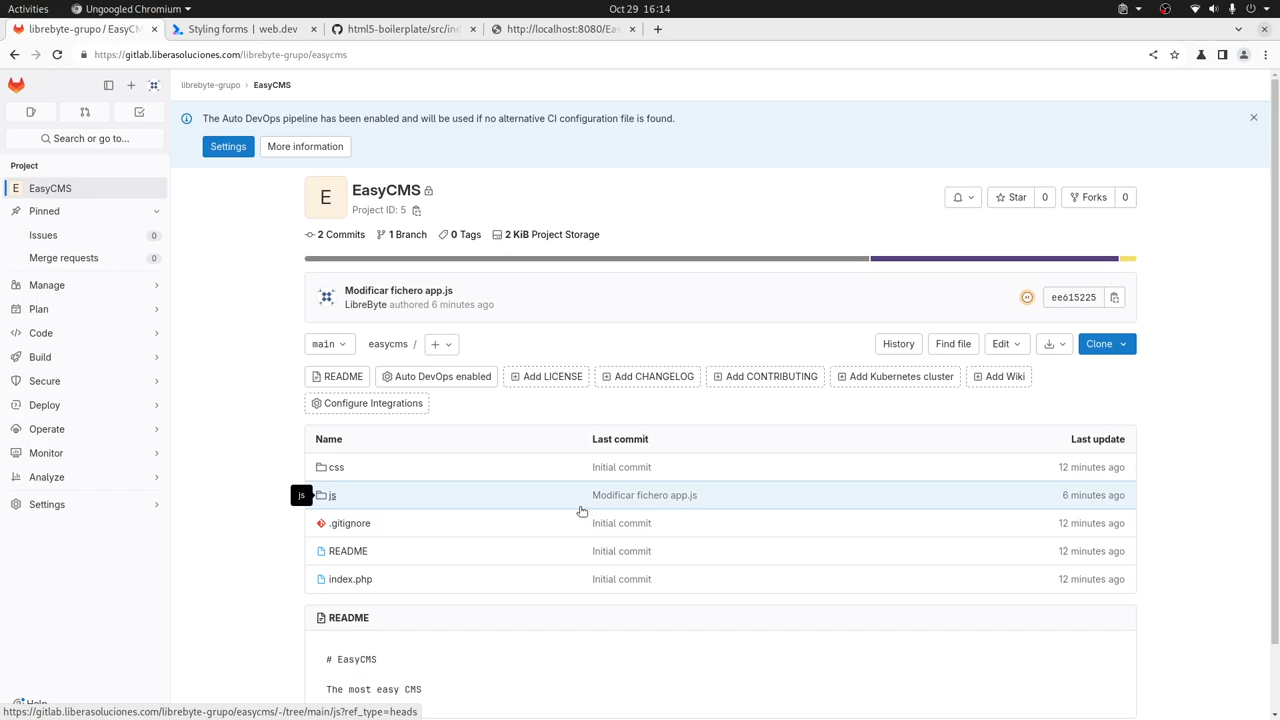 Activities
Ungoogled Chromium
Oct 29 16:14
librebyte-grupo / EasyCM
Styling forms | web.dev
html5-boilerplate/src/ind
http://localhost:8080/Eas
https://gitlab.liberasoluciones.com/librebyte-grupo/easycms
librebyte-grupo › EasyCMS
Search or go to...
The Auto DevOps pipeline has been enabled and will be used if no alternative CI configuration file is found.
Settings
More information
Project
E EasyCMS
Pinned
Issues 0
Merge requests 0
Manage
Plan
Code
Build
Secure
Deploy
Operate
Monitor
Analyze
Settings
Help
E
EasyCMS
Project ID: 5
Star 0
Forks 0
2 Commits 1 Branch 0 Tags 2 KiB Project Storage
Modificar fichero app.js
LibreByte authored 6 minutes ago
ee615225
main
easycms /
History
Find file
Edit
Clone
README
Auto DevOps enabled
Add LICENSE
Add CHANGELOG
Add CONTRIBUTING
Add Kubernetes cluster
Add Wiki
Configure Integrations
Name Last commit Last update
css Initial commit 12 minutes ago
js js Modificar fichero app.js 6 minutes ago
.gitignore Initial commit 12 minutes ago
README Initial commit 12 minutes ago
index.php Initial commit 12 minutes ago
README
# EasyCMS
The most easy CMS
https://gitlab.liberasoluciones.com/librebyte-grupo/easycms/-/tree/main/js?ref_type=heads